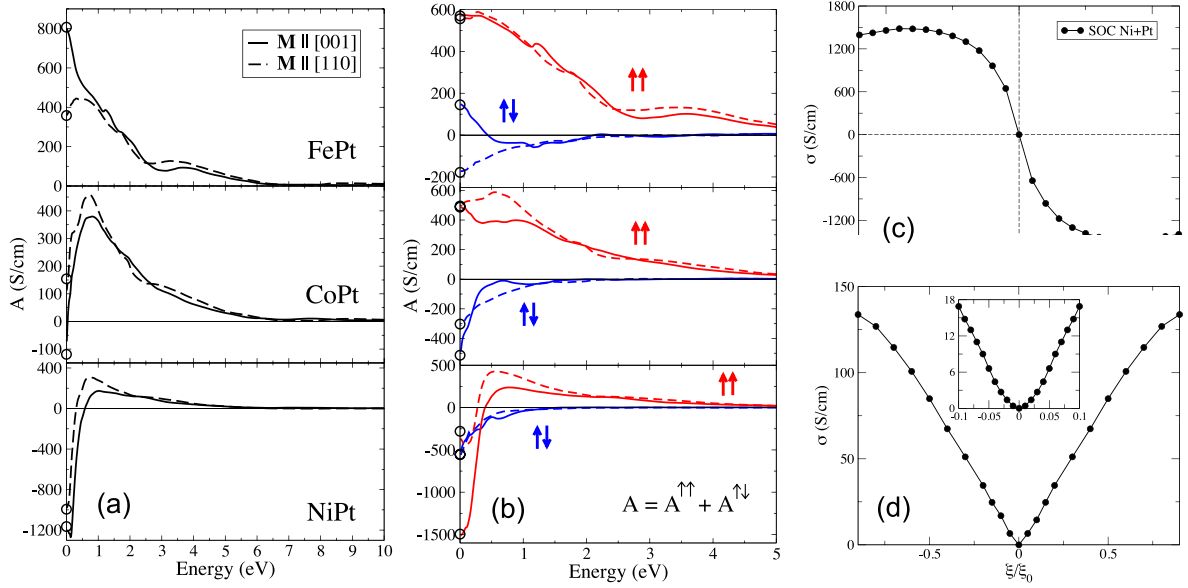 800
600
400
200
0
M || [001]
M || [110]
FePt
400
300
200
100
0
-100
CoPt
400
0
-400
-800
-1200
(a)
NiPt
A (S/cm)
0 1 2 3 4 5 6 7 8 9 10
Energy (eV)
600
400
200
0
-200
↑↑
↑↓
600
400
200
0
-200
-400
↑↑
↑↓
500
0
-500
-1000
-1500
↑↑
↑↓
(b)
A = A↑↑ + A↑↓
A (S/cm)
0 1 2 3 4 5
Energy (eV)
1800
1200
600
0
-600
-1200
SOC Ni+Pt
σ (S/cm)
(c)
150
100
50
0
σ (S/cm)
18
12
6
0
-0.1 -0.05 0 0.05 0.1
(d)
-0.5 0 0.5
ξ/ξ0